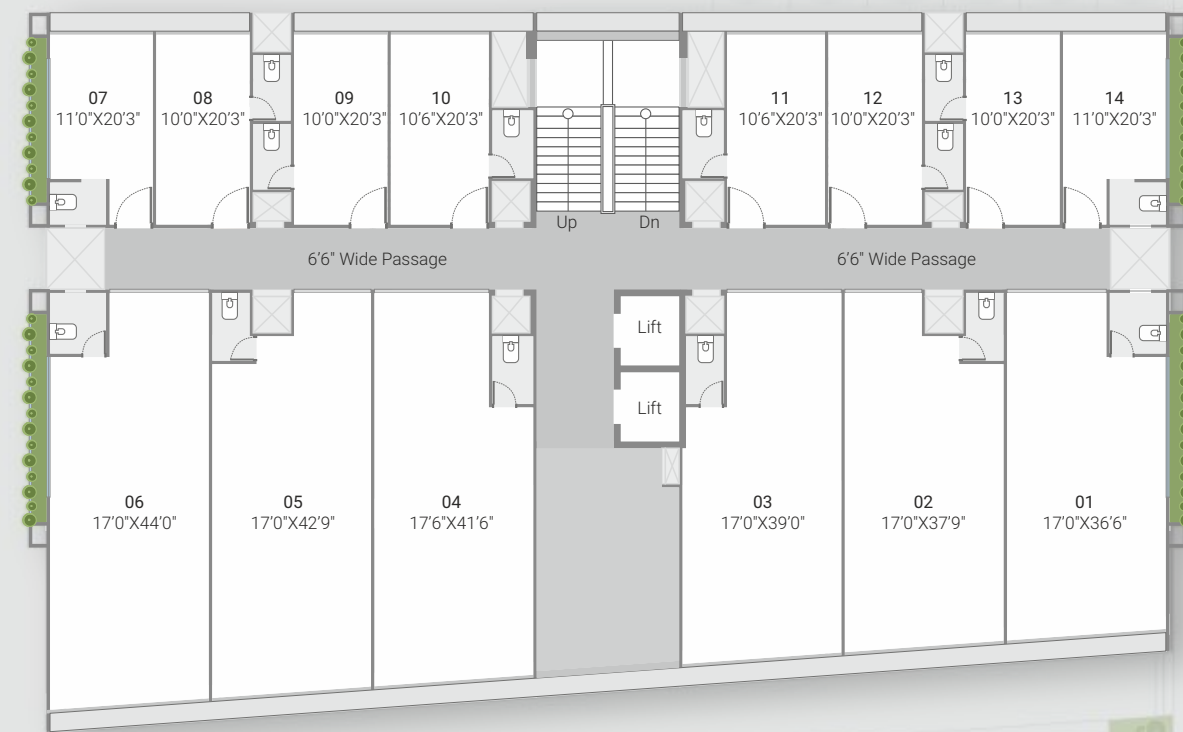 07
11'0"X20'3"
08
10'0"X20'3"
09
10'0"X20'3"
10
10'6"X20'3"
11
10'6"X20'3"
12
10'0"X20'3"
13
10'0"X20'3"
14
11'0"X20'3"
Up
Dn
6'6" Wide Passage
6'6" Wide Passage
Lift
Lift
06
17'0"X44'0"
05
17'0"X42'9"
04
17'6"X41'6"
03
17'0"X39'0"
02
17'0"X37'9"
01
17'0"X36'6"